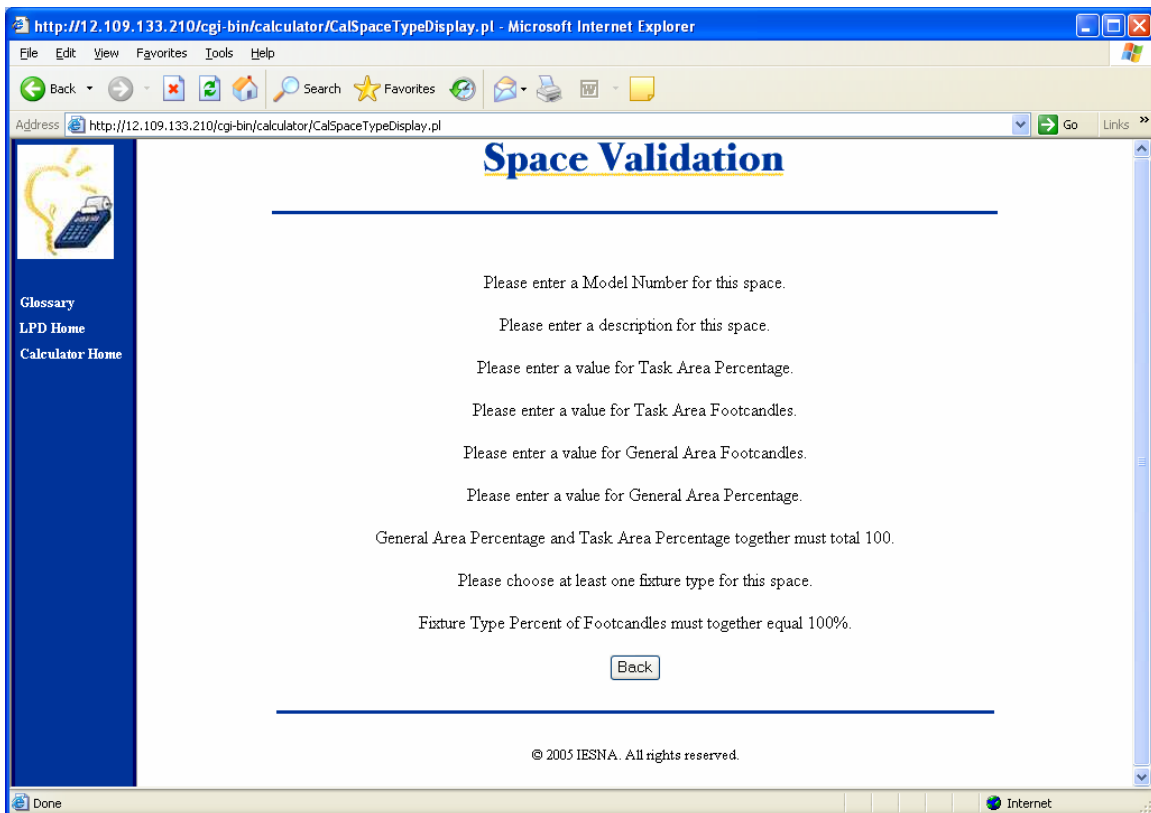 http://12.109.133.210/cgi-bin/calculator/CalSpaceTypeDisplay.pl - Microsoft Internet Explorer
File Edit View Favorites Tools Help
Back Search Favorites
Address http://12.109.133.210/cgi-bin/calculator/CalSpaceTypeDisplay.pl Go Links »
Space Validation
Glossary
LPD Home
Calculator Home
Please enter a Model Number for this space.
Please enter a description for this space.
Please enter a value for Task Area Percentage.
Please enter a value for Task Area Footcandles.
Please enter a value for General Area Footcandles.
Please enter a value for General Area Percentage.
General Area Percentage and Task Area Percentage together must total 100.
Please choose at least one fixture type for this space.
Fixture Type Percent of Footcandles must together equal 100%.
Back
© 2005 IESNA. All rights reserved.
Done Internet